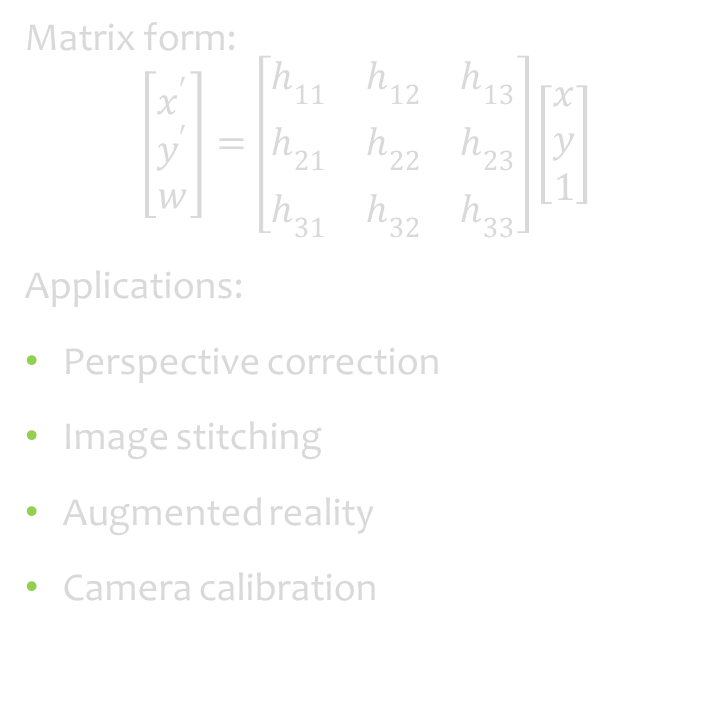 Matrix form:
[x′ y′ w] = [h₁₁ h₁₂ h₁₃ [x
h₂₁ h₂₂ h₂₃ y
h₃₁ h₃₂ h₃₃] 1]
Applications:
• Perspective correction
• Image stitching
• Augmented reality
• Camera calibration